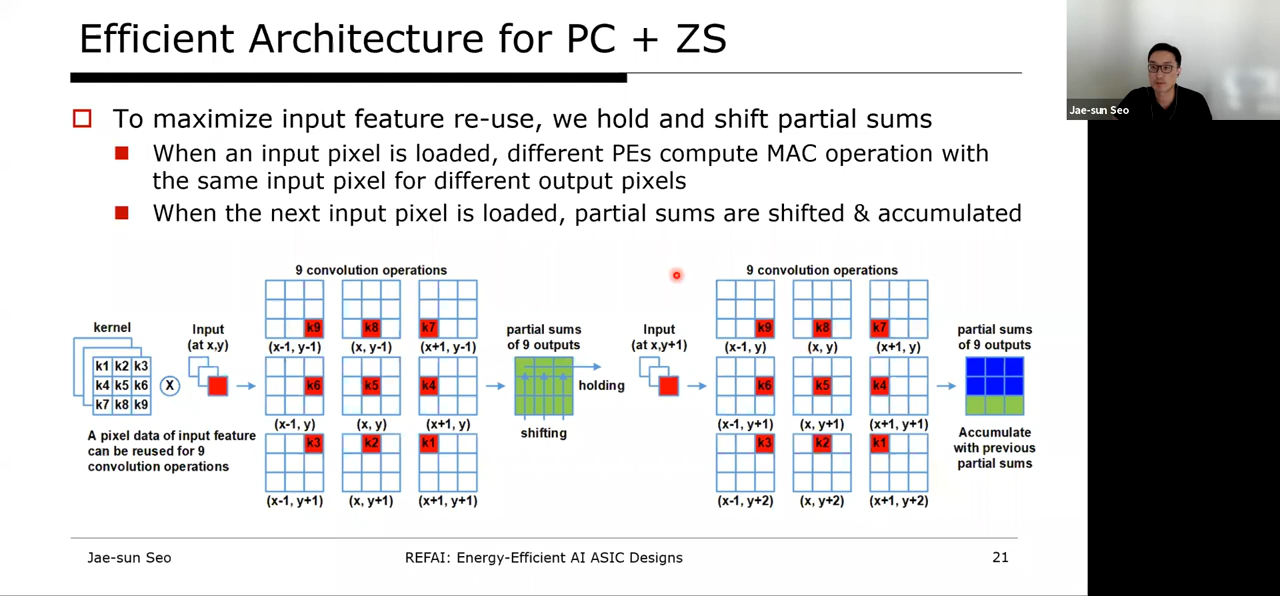 Efficient Architecture for PC + ZS
Jae-sun Seo
To maximize input feature re-use, we hold and shift partial sums
When an input pixel is loaded, different PEs compute MAC operation with
the same input pixel for different output pixels
When the next input pixel is loaded, partial sums are shifted & accumulated
kernel
k1 k2 k3
k4 k5 k6
k7 k8 k9
A pixel data of input feature
can be reused for 9
convolution operations
X
Input
(at x,y)
9 convolution operations
k9 k8 k7
(x-1, y-1) (x, y-1) (x+1, y-1)
k6 k5 k4
(x-1, y) (x, y) (x+1, y)
k3 k2 k1
(x-1, y+1) (x, y+1) (x+1, y+1)
partial sums
of 9 outputs
holding
shifting
Input
(at x,y+1)
9 convolution operations
k9 k8 k7
(x-1, y) (x, y) (x+1, y)
k6 k5 k4
(x-1, y+1) (x, y+1) (x+1, y+1)
k3 k2 k1
(x-1, y+2) (x, y+2) (x+1, y+2)
partial sums
of 9 outputs
Accumulate
with previous
partial sums
Jae-sun Seo
REFAI: Energy-Efficient AI ASIC Designs
21